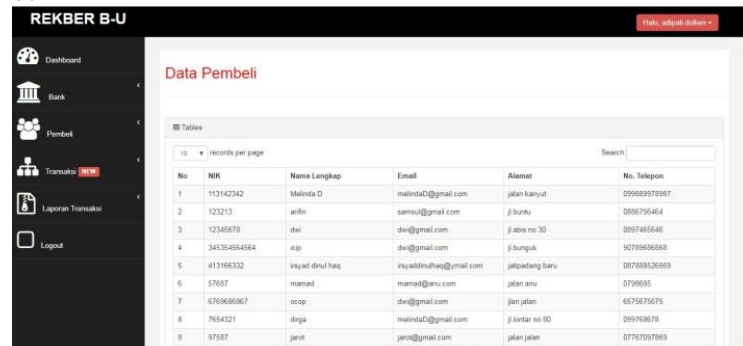 REKBER B-U
Halo, adipati dolken
Dashboard
Bank
Pembeli
Transaksi NEW
Laporan Transaksi
Logout
Data Pembeli
Tables
10 records per page
Search:
No NIK Nama Lengkap Email Alamat No. Telepon
1 113142342 Melinda D melindaD@gmail.com jalan kanyut 099889978987
2 123213 arifin samsul@gmail.com jl.buntu 0886756464
3 12345678 dwi dwi@gmail.com jl.abis no 30 0897465646
4 345354564564 icip dwi@gmail.com jl.bunguk 90789686868
5 413166332 irsyad dinul haq irsyaddinulhaq@ymail.com jatipadang baru 087888526569
6 57687 mamad mamad@anu.com jalan anu 0798685
7 6769686867 ocop dwi@gmail.com jlan jalan 6575675675
8 7654321 dirga melindaD@gmail.com jl.lontar no 80 099768678
9 97587 jarot jarot@gmail.com jalan jalan 07767097869